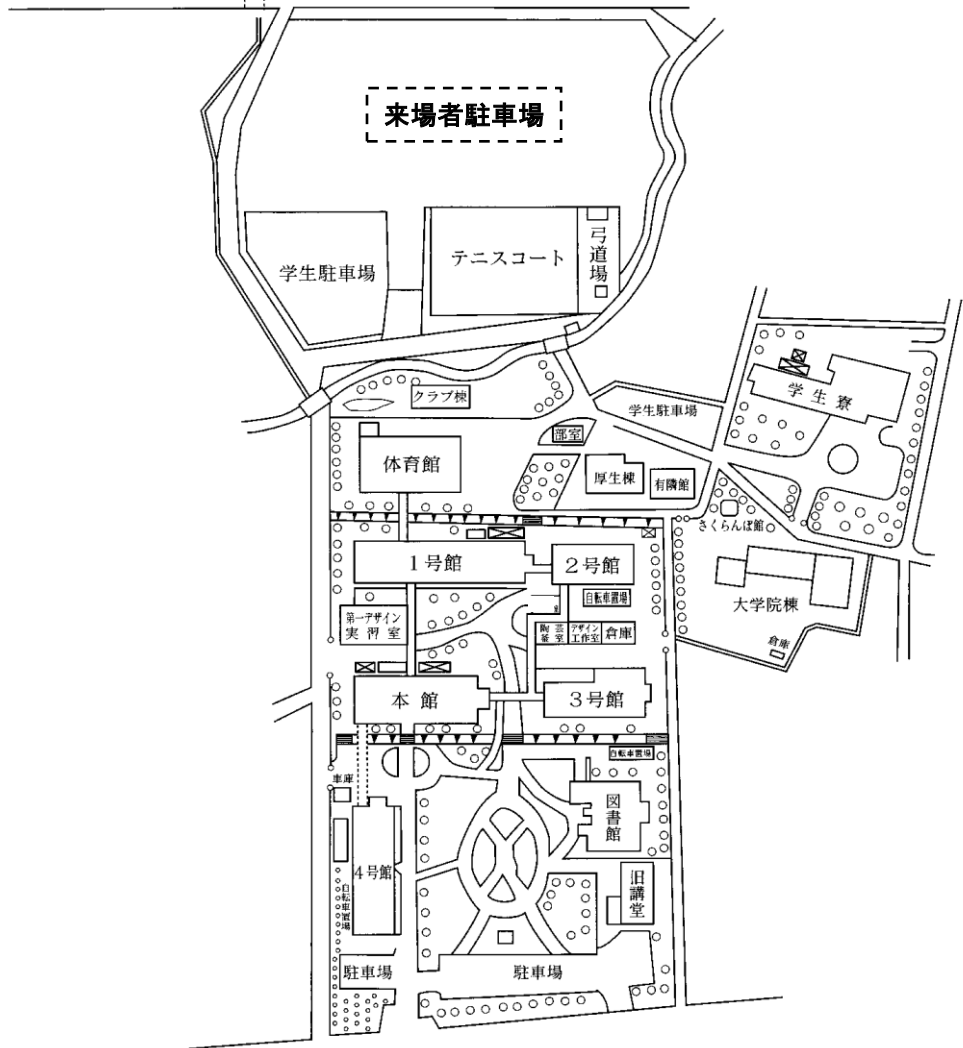 来場者駐車場
学生駐車場
テニスコート
弓道場
クラブ棟
学生駐車場
学生寮
部室
体育館
厚生棟
有隣館
さくらんぼ館
1号館
2号館
自転車置場
大学院棟
第一デザイン
実習室
陶芸
窯室
デザイン
工作室
倉庫
倉庫
本館
3号館
自転車置場
車庫
図書館
4号館
旧講堂
自転車置場
駐車場
駐車場